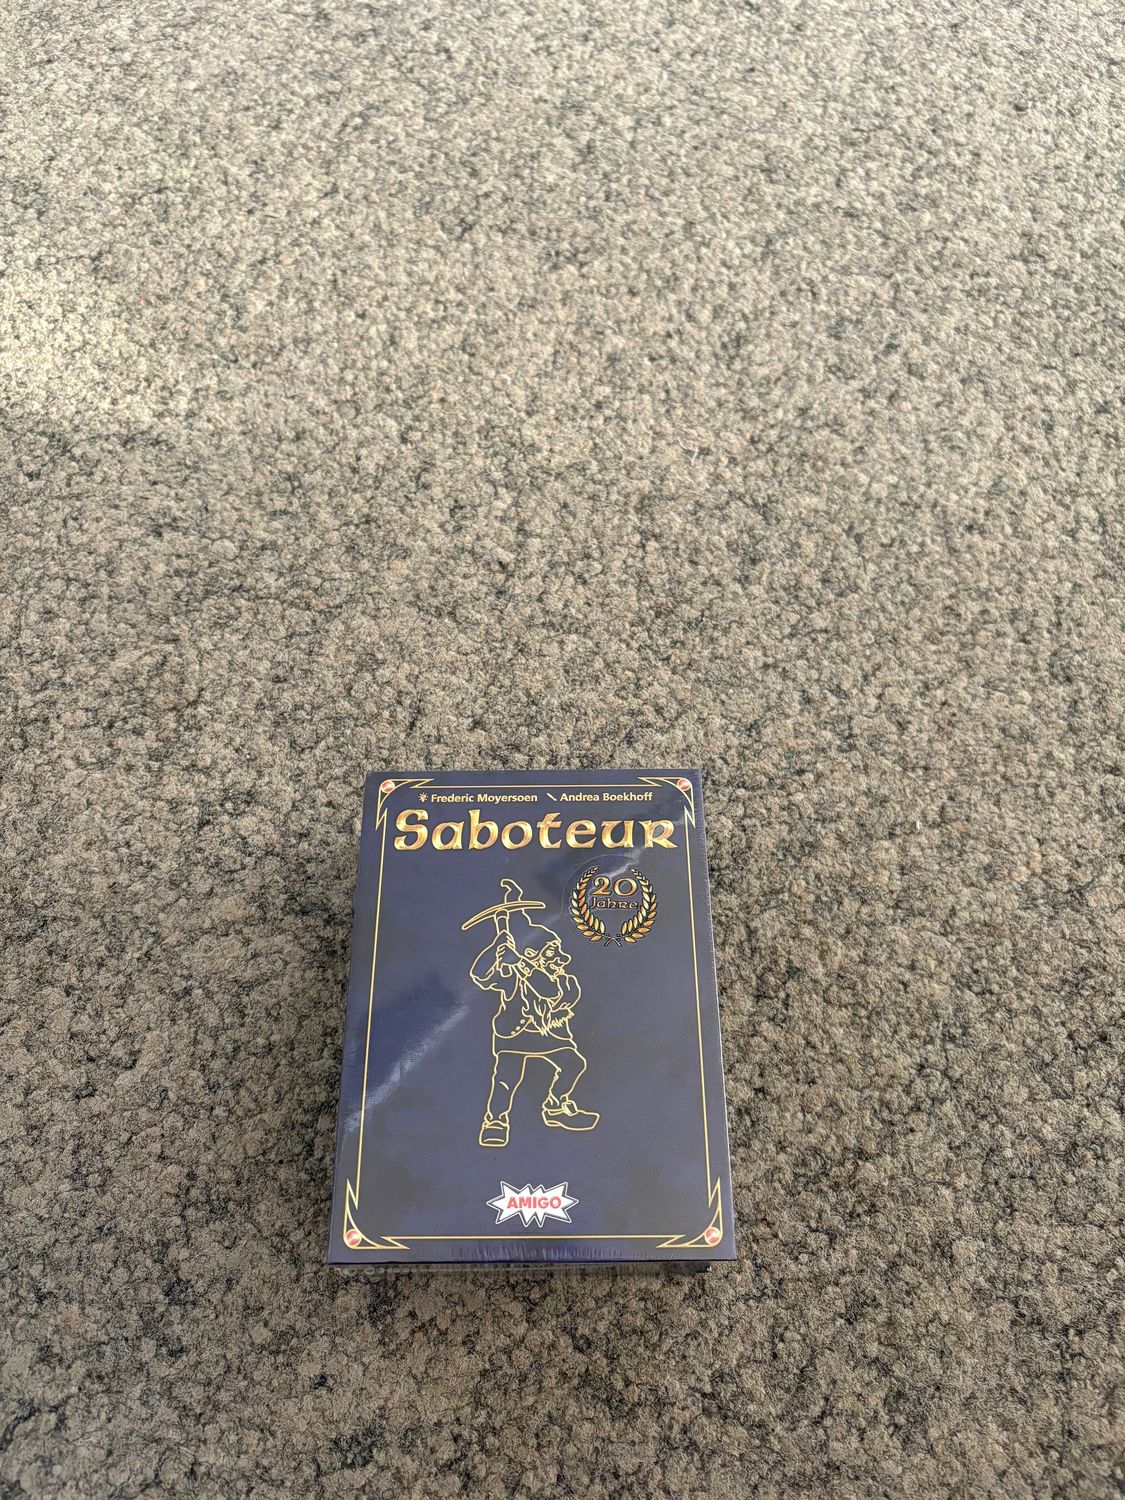 Frederic Moyersoen Andrea Boekhoff
Saboteur
20
Jahre
AMIGO